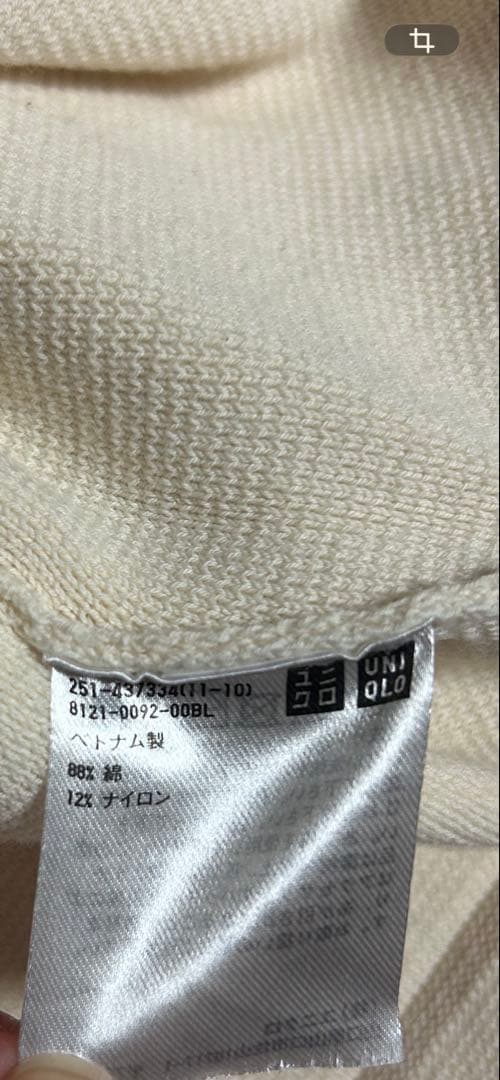 251-437334(11-10)
8121-0092-00BL
ユニ
クロ
UNI
QLO
ベトナム製
88% 綿
12% ナイロン